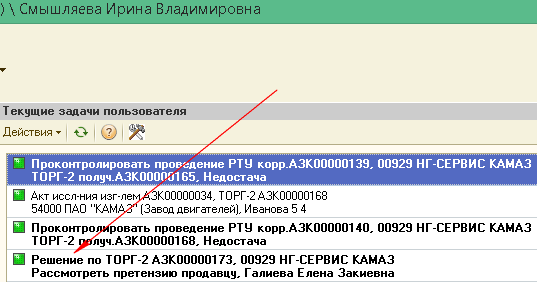 ) \ Смышляева Ирина Владимировна
Текущие задачи пользователя
Действия
Проконтролировать проведение РТУ корр.АЗК00000139, 00929 НГ-СЕРВИС КАМАЗ
ТОРГ-2 получ.АЗК00000165, Недостача
Акт иссл-ния изг-лем АЗК00000034, ТОРГ-2 АЗК00000168
54000 ПАО "КАМАЗ" (Завод двигателей), Иванова 5 4
Проконтролировать проведение РТУ корр.АЗК00000140, 00929 НГ-СЕРВИС КАМАЗ
ТОРГ-2 получ.АЗК00000168, Недостача
Решение по ТОРГ-2 АЗК00000173, 00929 НГ-СЕРВИС КАМАЗ
Рассмотреть претензию продавцу, Галиева Елена Закиевна